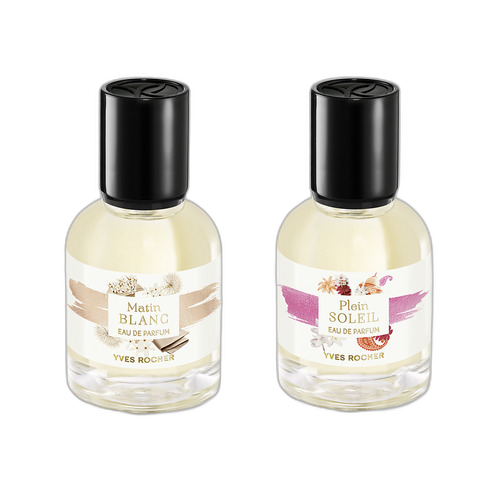 Matin
BLANC
EAU DE PARFUM
YVES ROCHER
Plein
SOLEIL
EAU DE PARFUM
YVES ROCHER